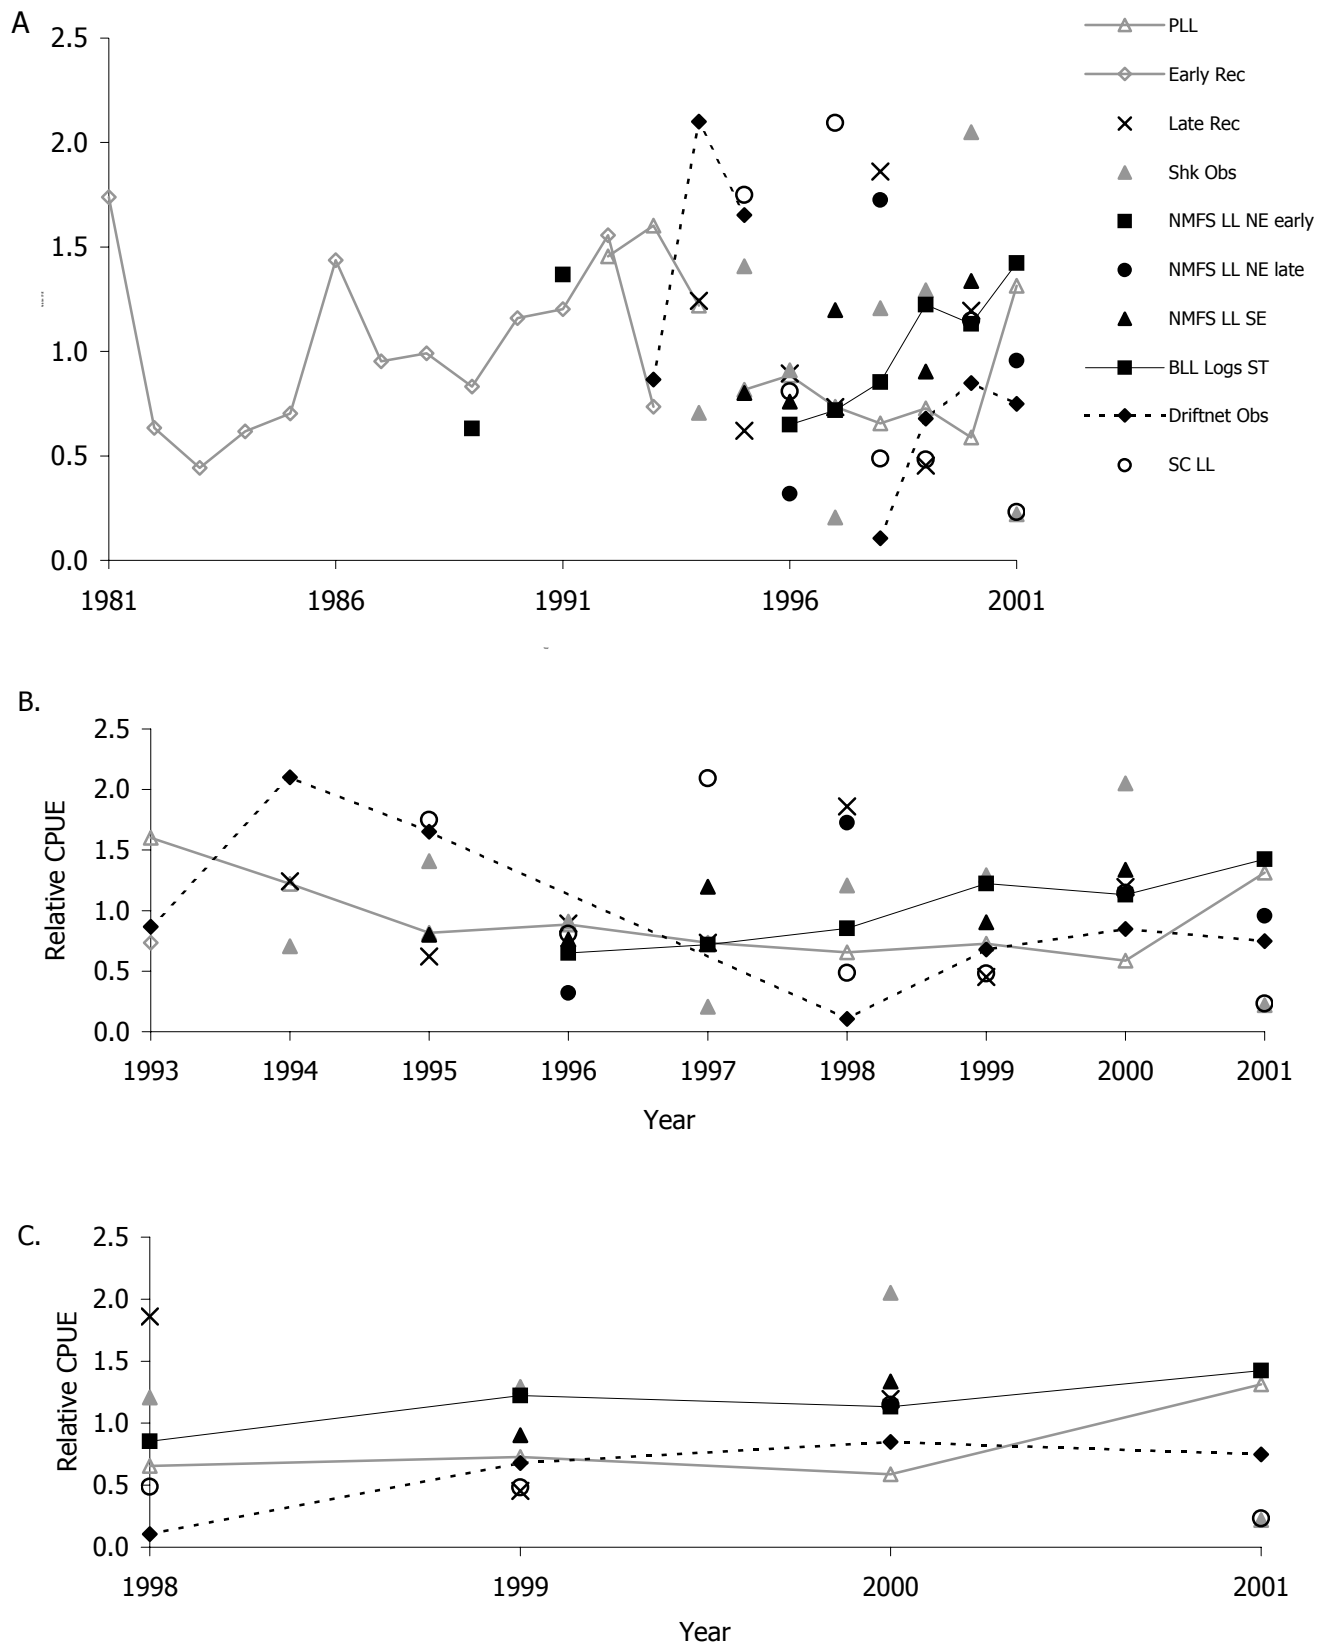 A
2.5
2.0
1.5
1.0
0.5
0.0
1981 1986 1991 1996 2001
PLL
Early Rec
Late Rec
Shk Obs
NMFS LL NE early
NMFS LL NE late
NMFS LL SE
BLL Logs ST
Driftnet Obs
SC LL
B.
Relative CPUE
2.5
2.0
1.5
1.0
0.5
0.0
1993 1994 1995 1996 1997 1998 1999 2000 2001
Year
C.
Relative CPUE
2.5
2.0
1.5
1.0
0.5
0.0
1998 1999 2000 2001
Year